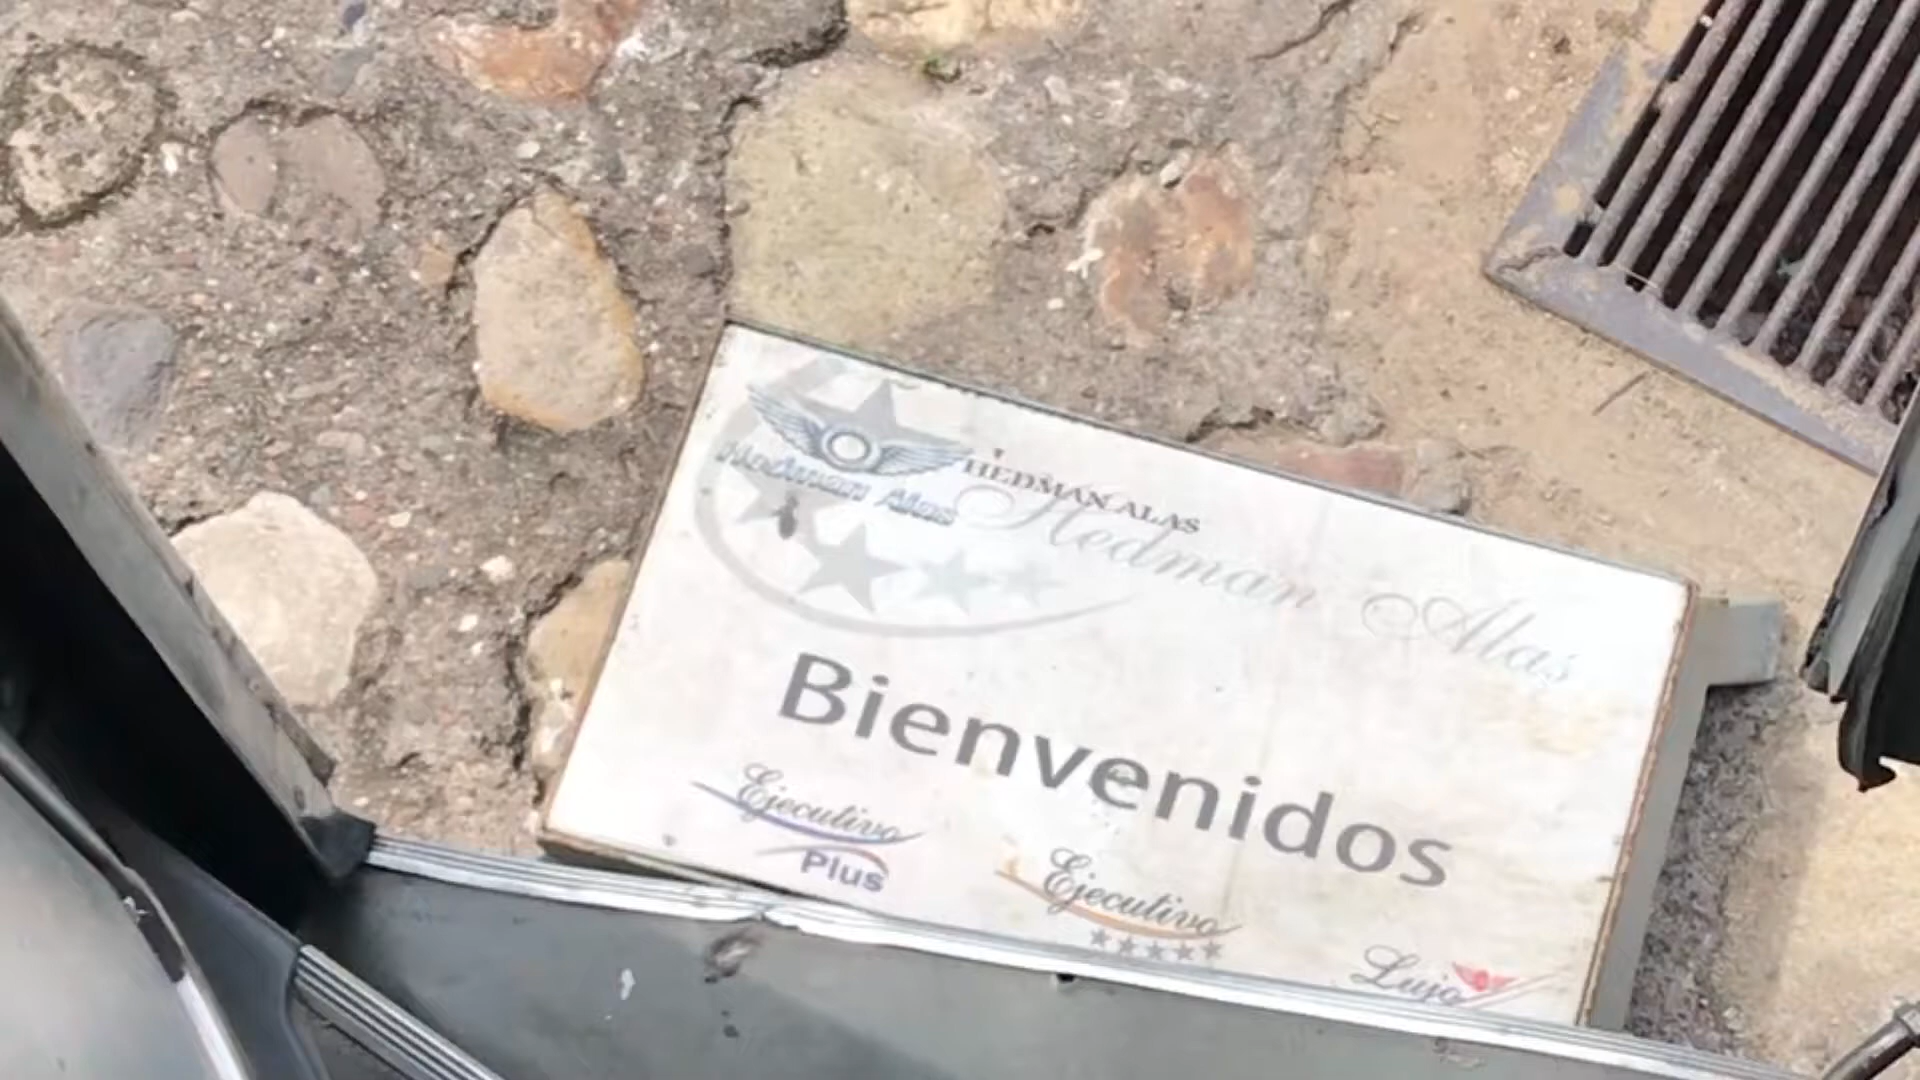 Hedman Alas
HEDMAN ALAS
Hedman Alas
Bienvenidos
Ejecutivo
Plus
Ejecutivo
Lujo